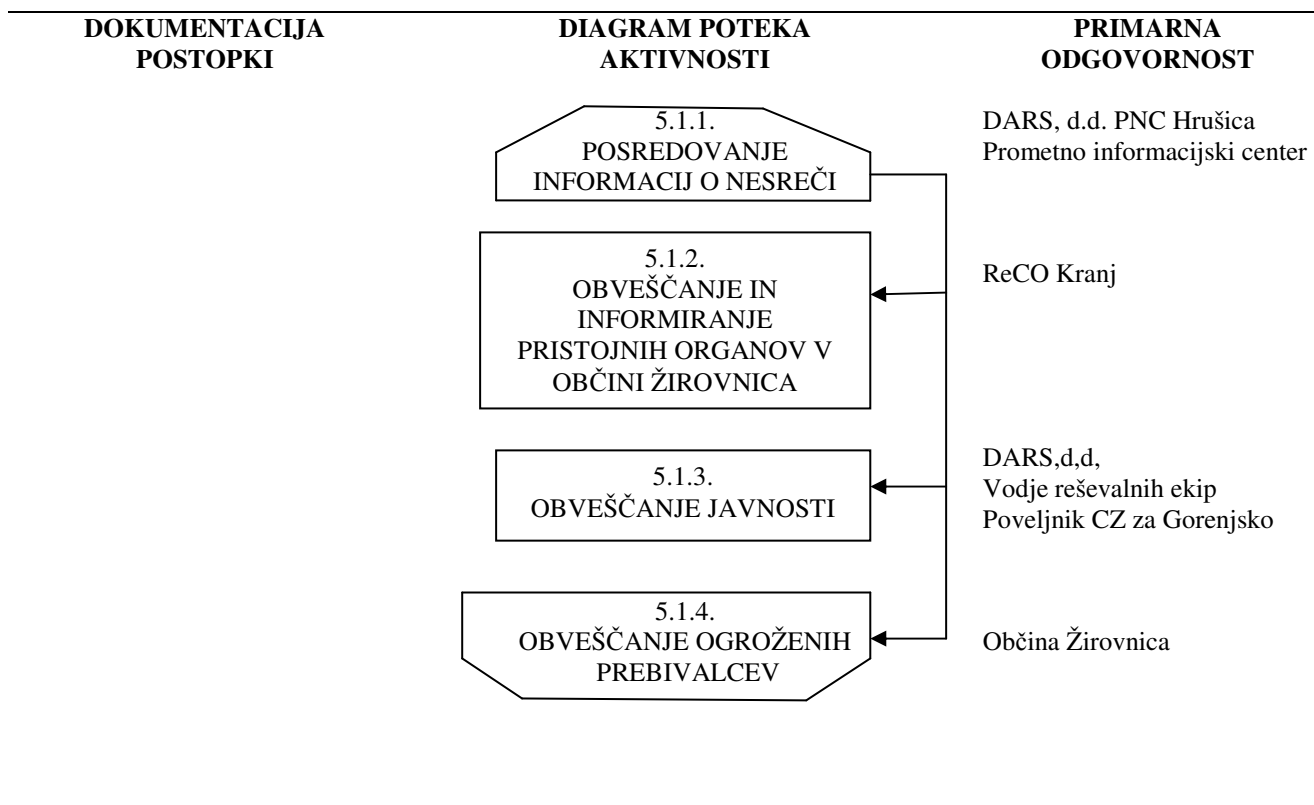 DOKUMENTACIJA
POSTOPKI
DIAGRAM POTEKA
AKTIVNOSTI
PRIMARNA
ODGOVORNOST
5.1.1.
POSREDOVANJE
INFORMACIJ O NESREČI
DARS, d.d. PNC Hrušica
Prometno informacijski center
5.1.2.
OBVEŠČANJE IN
INFORMIRANJE
PRISTOJNIH ORGANOV V
OBČINI ŽIROVNICA
ReCO Kranj
5.1.3.
OBVEŠČANJE JAVNOSTI
DARS,d,d,
Vodje reševalnih ekip
Poveljnik CZ za Gorenjsko
5.1.4.
OBVEŠČANJE OGROŽENIH
PREBIVALCEV
Občina Žirovnica